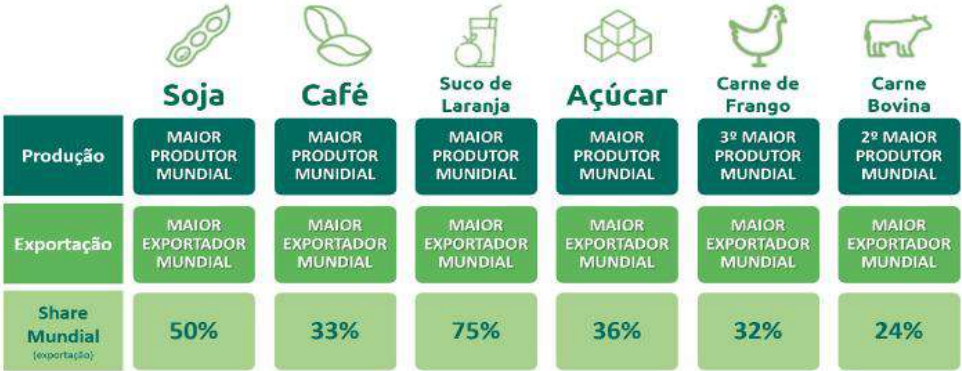 Soja
Café
Suco de
Laranja
Açúcar
Carne de
Frango
Carne
Bovina
Produção
MAIOR
PRODUTOR
MUNDIAL
MAIOR
PRODUTOR
MUNIDIAL
MAIOR
PRODUTOR
MUNIDIAL
MAIOR
PRODUTOR
MUNDIAL
3º MAIOR
PRODUTOR
MUNDIAL
2º MAIOR
PRODUTOR
MUNDIAL
Exportação
MAIOR
EXPORTADOR
MUNDIAL
MAIOR
EXPORTADOR
MUNDIAL
MAIOR
EXPORTADOR
MUNDIAL
MAIOR
EXPORTADOR
MUNDIAL
MAIOR
EXPORTADOR
MUNDIAL
MAIOR
EXPORTADOR
MUNDIAL
Share
Mundial
(exportação)
50%
33%
75%
36%
32%
24%